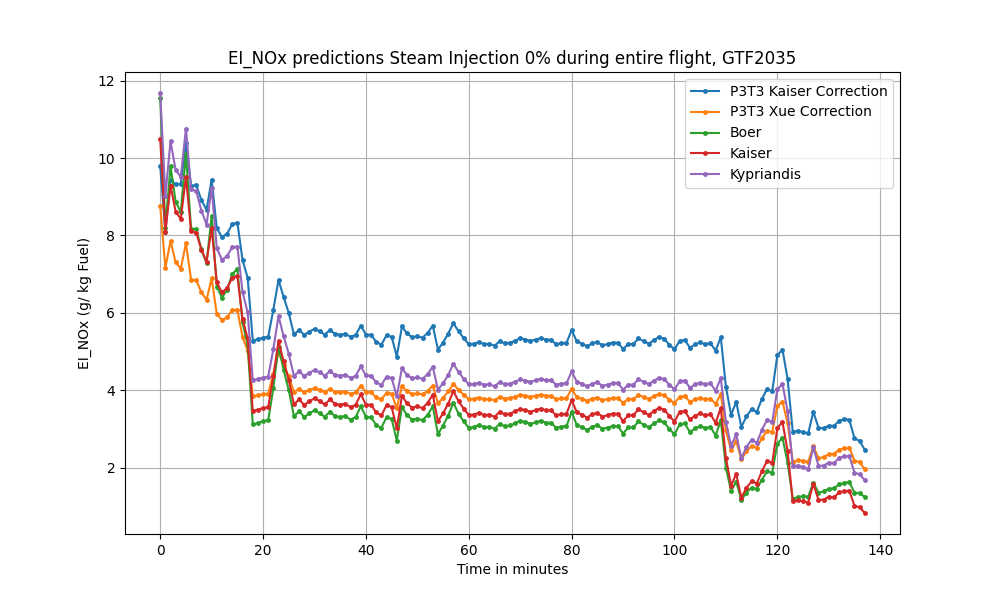 EI_NOx predictions Steam Injection 0% during entire flight, GTF2035
12
10
8
6
4
2
EI_NOx (g/ kg Fuel)
P3T3 Kaiser Correction
P3T3 Xue Correction
Boer
Kaiser
Kypriandis
0 20 40 60 80 100 120 140
Time in minutes